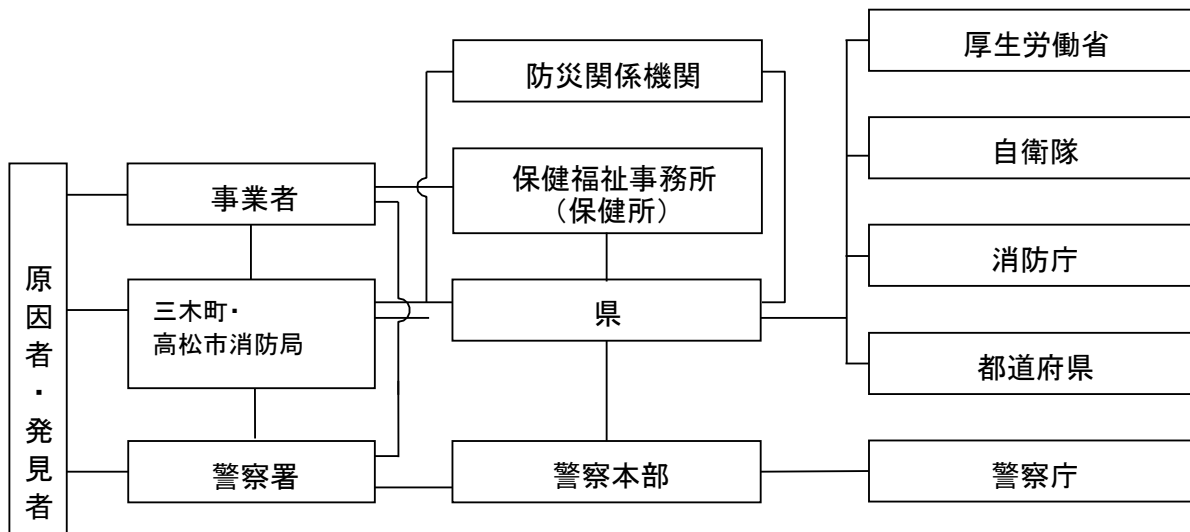 原因者・発見者
事業者
三木町・
高松市消防局
警察署
防災関係機関
保健福祉事務所
（保健所）
県
警察本部
厚生労働省
自衛隊
消防庁
都道府県
警察庁